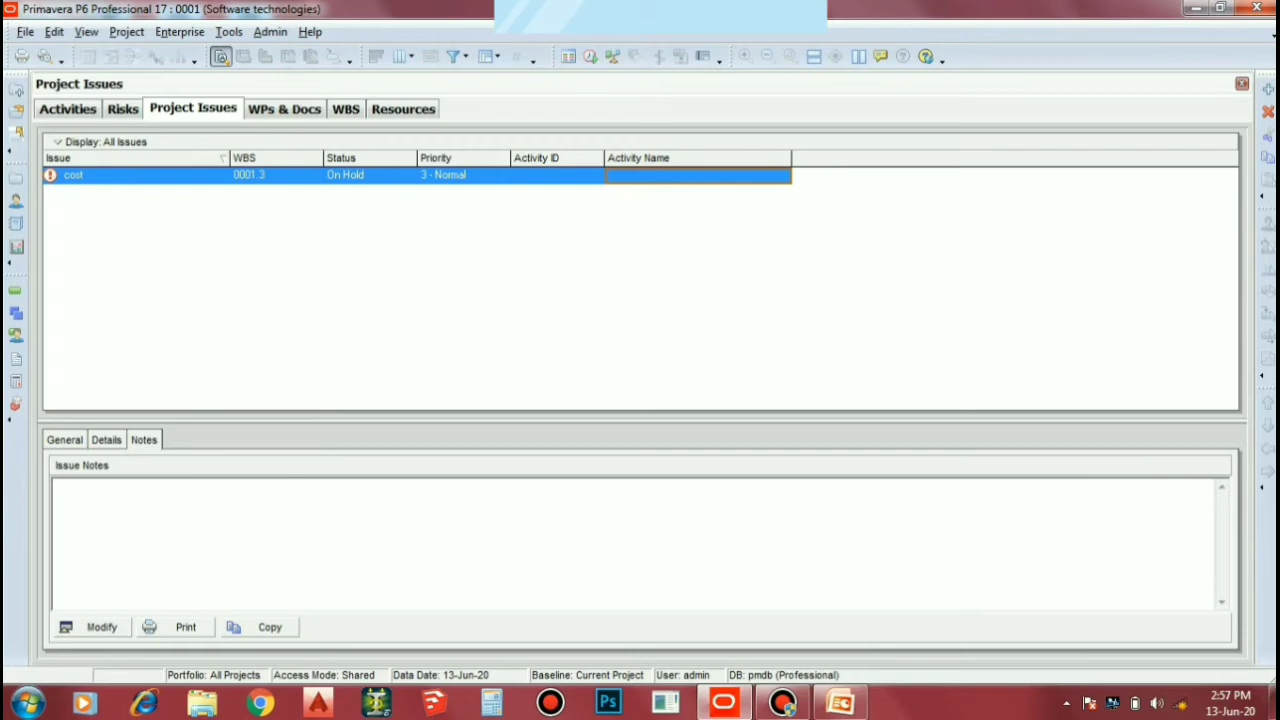 Primavera P6 Professional 17 : 0001 (Software technologies)
File Edit View Project Enterprise Tools Admin Help
Project Issues
Activities Risks Project Issues WPs & Docs WBS Resources
Display: All Issues
Issue WBS Status Priority Activity ID Activity Name
cost 0001.3 On Hold 3 - Normal
General Details Notes
Issue Notes
Modify Print Copy
Portfolio: All Projects Access Mode: Shared Data Date: 13-Jun-20 Baseline: Current Project User: admin DB: pmdb (Professional)
Ps
2:57 PM
13-Jun-20